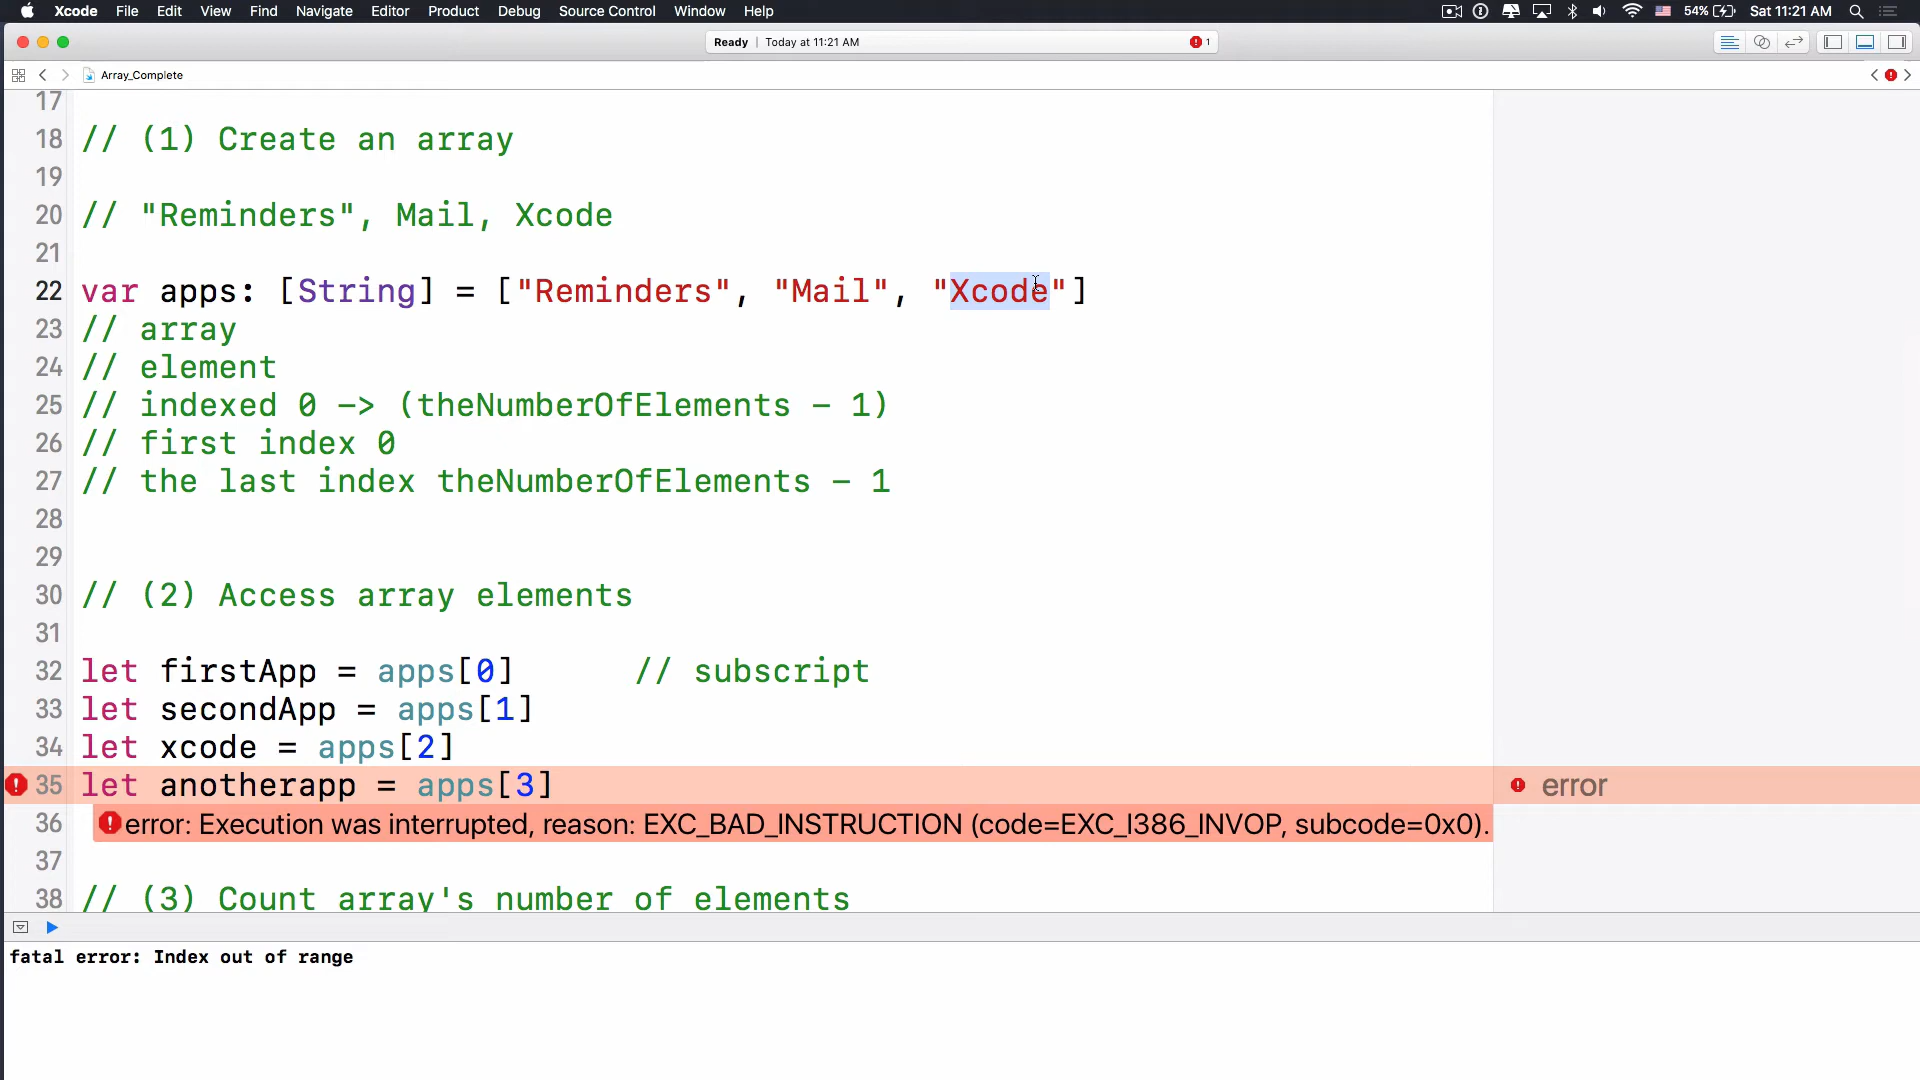 Xcode File Edit View Find Navigate Editor Product Debug Source Control Window Help 54% Sat 11:21 AM
Ready | Today at 11:21 AM 1
Array_Complete
17
18 // (1) Create an array
19
20 // "Reminders", Mail, Xcode
21
22 var apps: [String] = ["Reminders", "Mail", "Xcode"]
23 // array
24 // element
25 // indexed 0 -> (theNumberOfElements - 1)
26 // first index 0
27 // the last index theNumberOfElements - 1
28
29
30 // (2) Access array elements
31
32 let firstApp = apps[0] // subscript
33 let secondApp = apps[1]
34 let xcode = apps[2]
35 let anotherapp = apps[3] error
36 error: Execution was interrupted, reason: EXC_BAD_INSTRUCTION (code=EXC_I386_INVOP, subcode=0x0).
37
38 // (3) Count array's number of elements
fatal error: Index out of range